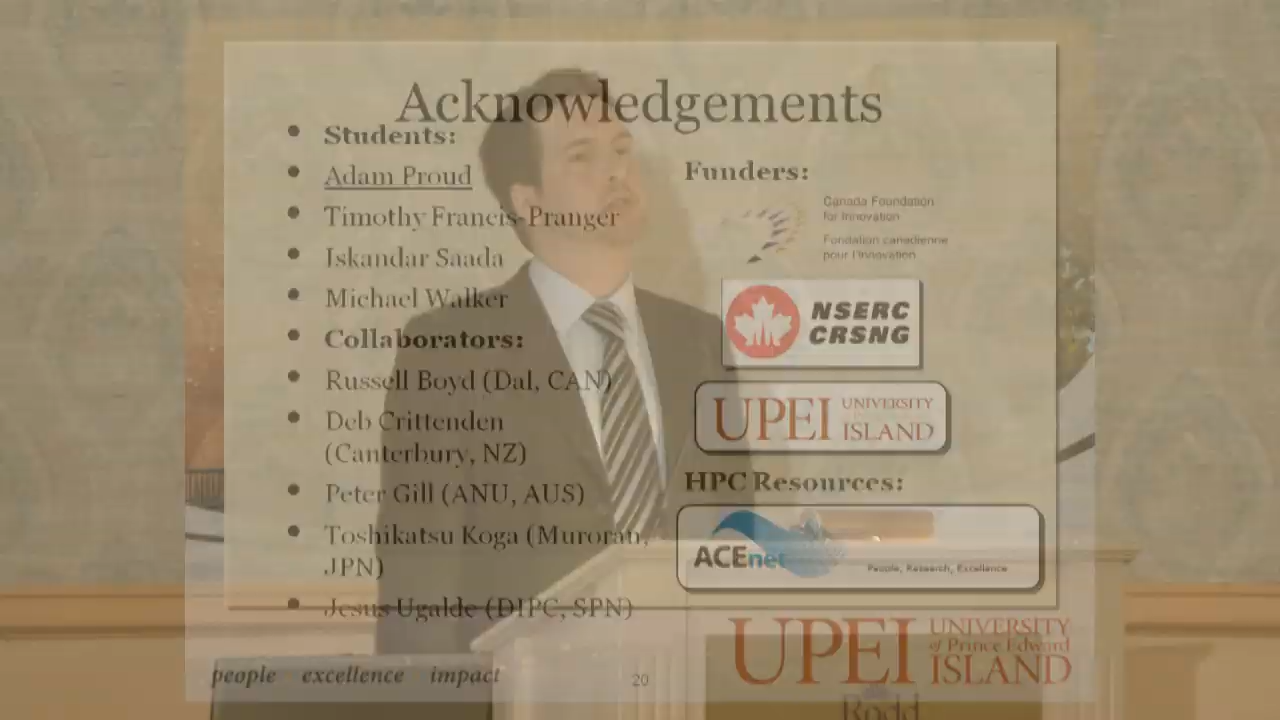 Acknowledgements
Students:
Adam Proud
Timothy Francis-Pranger
Iskandar Saada
Michael Walker
Collaborators:
Russell Boyd (Dal, CAN)
Deb Crittenden
(Canterbury, NZ)
Peter Gill (ANU, AUS)
Toshikatsu Koga (Muroran,
JPN)
Jesus Ugalde (DIPC, SPN)
Funders:
Canada Foundation
for Innovation
Fondation canadienne
pour l'innovation
NSERC
CRSNG
UPEI UNIVERSITY
ISLAND
HPC Resources:
ACEnet
People, Research, Excellence
people excellence impact
20
UPEI UNIVERSITY
of Prince Edward
ISLAND
Rodd